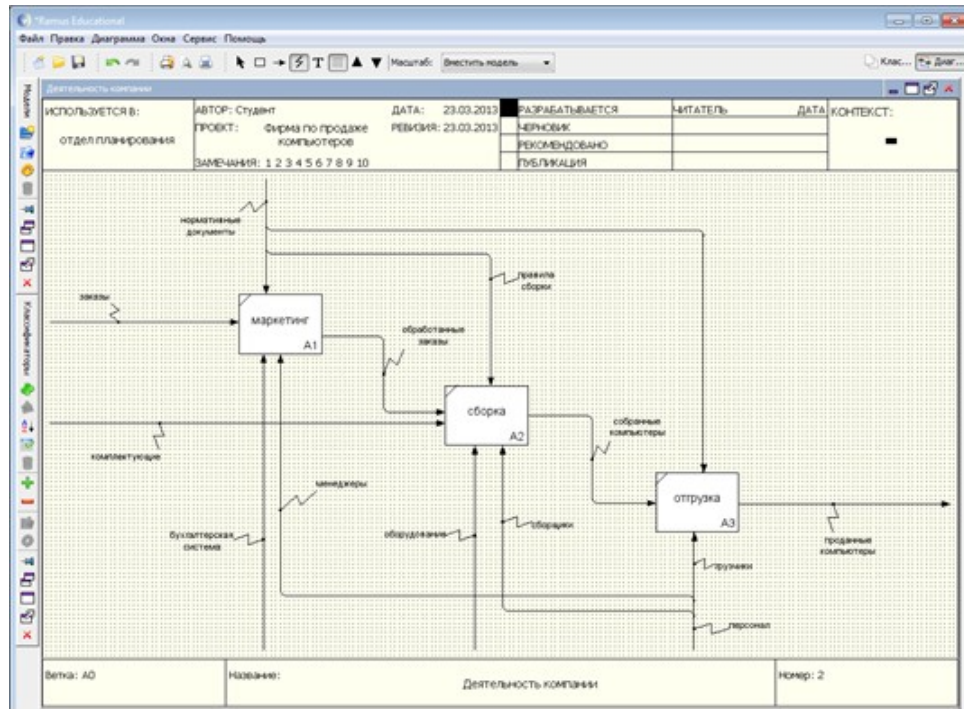 *Ramus Educational
Файл Правка Диаграмма Окна Сервис Помощь
Масштаб: Вместить модель
Клас... Диаг...
Деятельность компании
Модели
Классификаторы
ИСПОЛЬЗУЕТСЯ В:
отдел планирования
АВТОР: Студент
ДАТА: 23.03.2013
ПРОЕКТ: Фирма по продаже
компьютеров
РЕВИЗИЯ: 23.03.2013
ЗАМЕЧАНИЯ: 1 2 3 4 5 6 7 8 9 10
РАЗРАБАТЫВАЕТСЯ
ЧЕРНОВИК
РЕКОМЕНДОВАНО
ПУБЛИКАЦИЯ
ЧИТАТЕЛЬ
ДАТА
КОНТЕКСТ:
нормативные
документы
правила
сборки
заказы
маркетинг
A1
обработанные
заказы
сборка
A2
собранные
компьютеры
комплектующие
менеджеры
отгрузка
A3
бухгалтерская
система
оборудование
сборщики
проданные
компьютеры
грузчики
персонал
Ветка: A0
Название:
Деятельность компании
Номер: 2